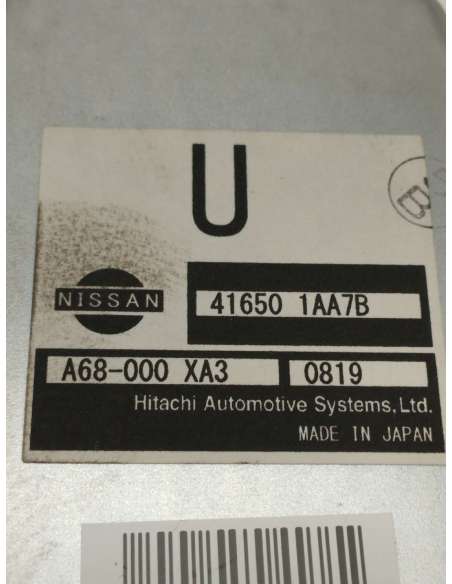 U
NISSAN
41650 1AA7B
A68-000 XA3
0819
Hitachi Automotive Systems,Ltd.
MADE IN JAPAN